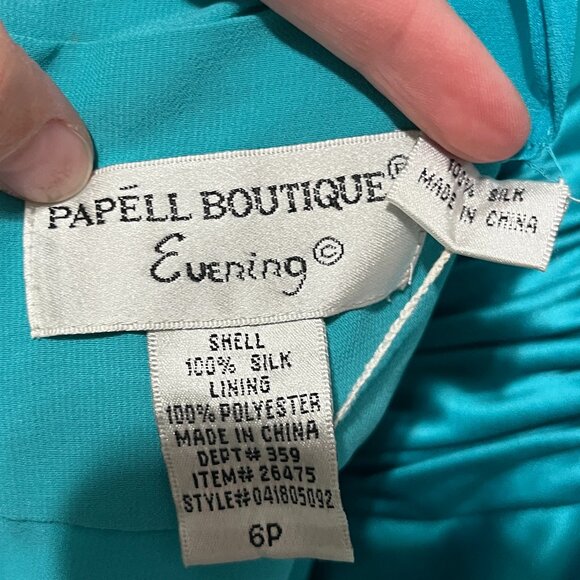 PAPĒLL BOUTIQUE®
Evening©
100% SILK
MADE IN CHINA
SHELL
100% SILK
LINING
100% POLYESTER
MADE IN CHINA
DEPT# 359
ITEM# 26475
STYLE#041805092
6P